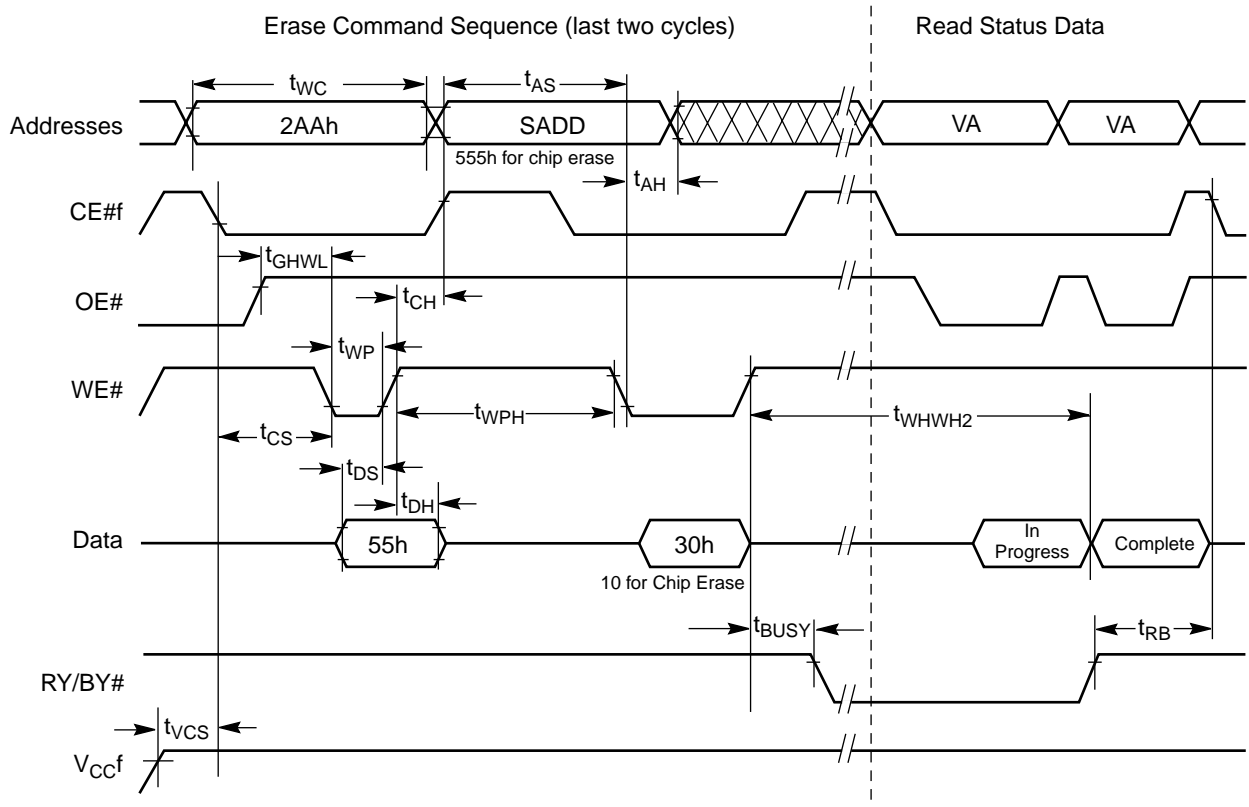 Erase Command Sequence (last two cycles)
Read Status Data
tWC
tAS
Addresses
2AAh
SADD
VA
VA
555h for chip erase
tAH
CE#f
tGHWL
OE#
tCH
tWP
WE#
tWPH
tWHWH2
tCS
tDS
tDH
Data
55h
30h
In
Progress
Complete
10 for Chip Erase
tBUSY
tRB
RY/BY#
tVCS
VCCf